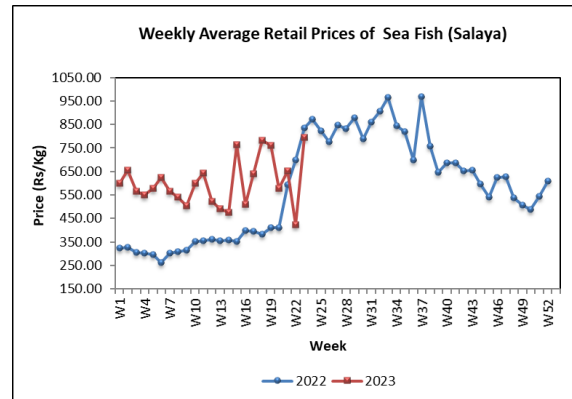 Weekly Average Retail Prices of Sea Fish (Salaya)
Price (Rs/Kg)
1050.00
950.00
850.00
750.00
650.00
550.00
450.00
350.00
250.00
150.00
W1
W4
W7
W10
W13
W16
W19
W22
W25
W28
W31
W34
W37
W40
W43
W46
W49
W52
Week
2022
2023